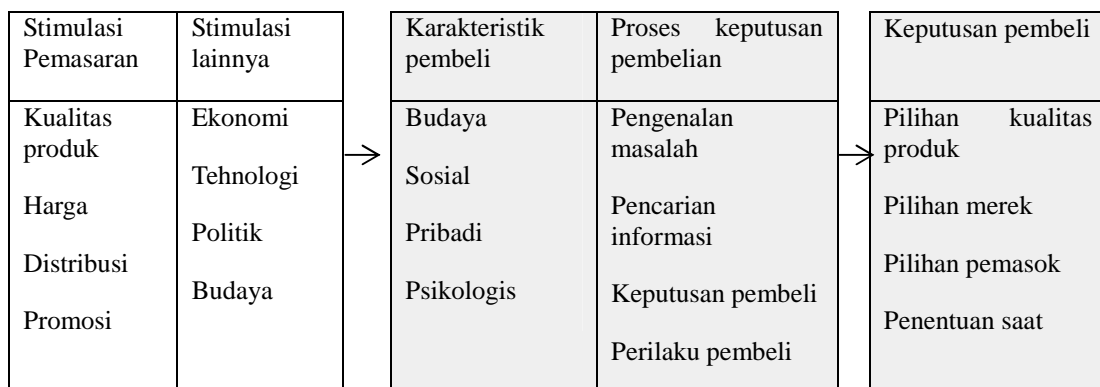 Stimulasi
Pemasaran
Stimulasi
lainnya
Karakteristik
pembeli
Proses keputusan
pembelian
Keputusan pembeli
Kualitas
produk
Harga
Distribusi
Promosi
Ekonomi
Tehnologi
Politik
Budaya
Budaya
Sosial
Pribadi
Psikologis
Pengenalan
masalah
Pencarian
informasi
Keputusan pembeli
Perilaku pembeli
Pilihan kualitas
produk
Pilihan merek
Pilihan pemasok
Penentuan saat